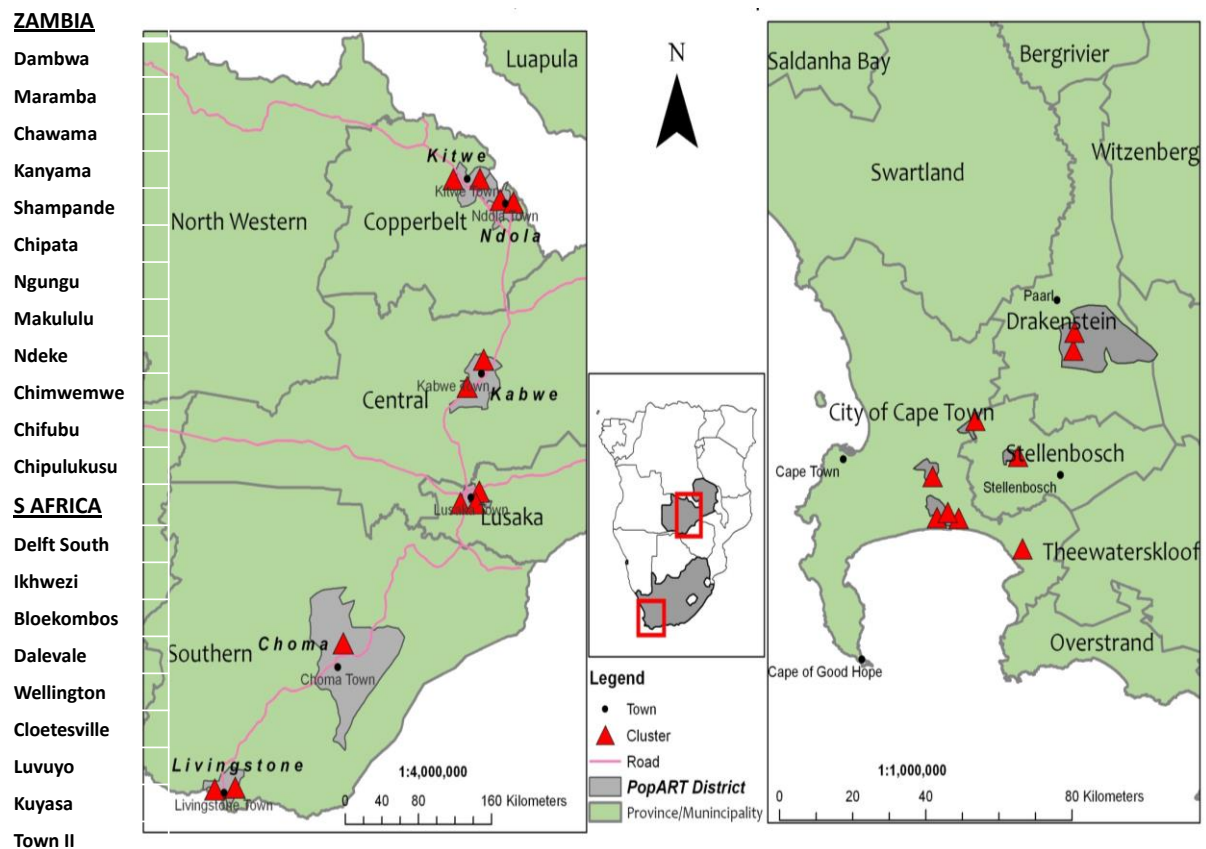 ZAMBIA
Dambwa
Maramba
Chawama
Kanyama
Shampande
Chipata
Ngungu
Makululu
Ndeke
Chimwemwe
Chifubu
Chipulukusu
S AFRICA
Delft South
Ikhwezi
Bloekombos
Dalevale
Wellington
Cloetesville
Luvuyo
Kuyasa
Town II
Luapula
Kitwe
Kitwe Town
North Western
Copperbelt
Ndola Town
Ndola
Kabwe Town
Central
Kabwe
Lusaka Town
Lusaka
Southern
Choma
Choma Town
Livingstone
Livingstone Town
1:4,000,000
0 40 80 160 Kilometers
N
Legend
Town
Cluster
Road
PopART District
Province/Munincipality
Saldanha Bay
Bergrivier
Witzenberg
Swartland
Paarl
Drakenstein
City of Cape Town
Stellenbosch
Cape Town
Stellenbosch
Theewaterskloof
Overstrand
Cape of Good Hope
1:1,000,000
0 20 40 80 Kilometers